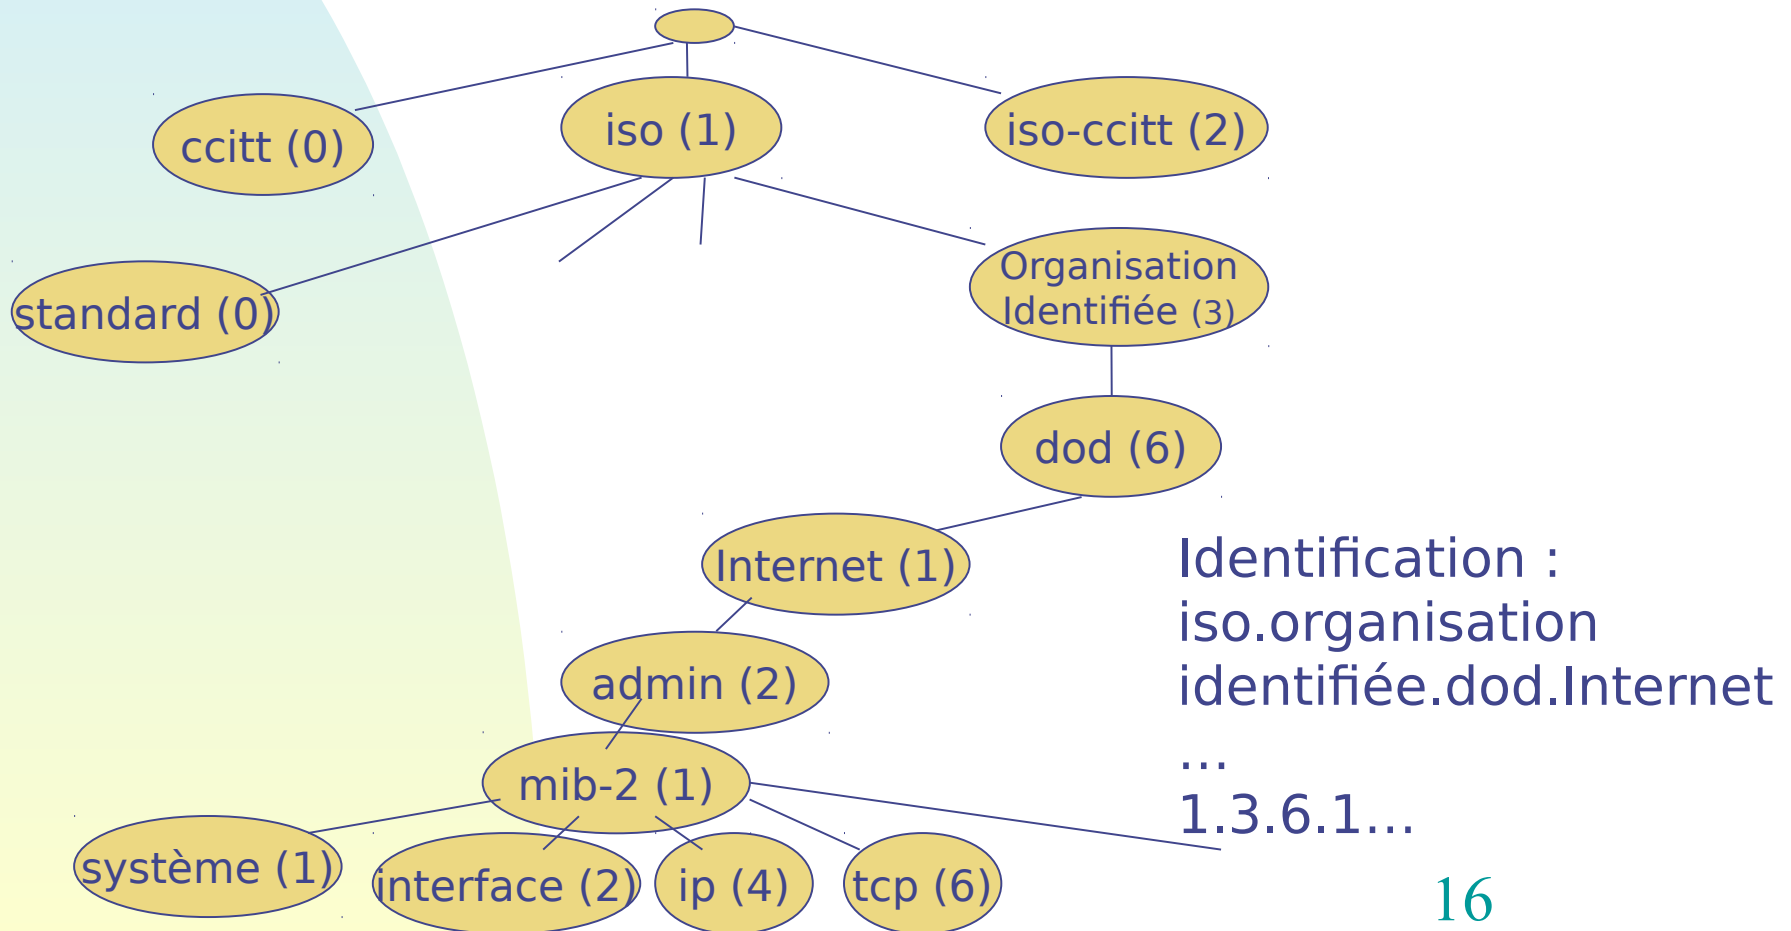 ccitt (0)
iso (1)
iso-ccitt (2)
standard (0)
Organisation
Identifiée (3)
dod (6)
Internet (1)
admin (2)
mib-2 (1)
système (1)
interface (2)
ip (4)
tcp (6)
Identification :
iso.organisation
identifiée.dod.Internet
…
1.3.6.1…
16